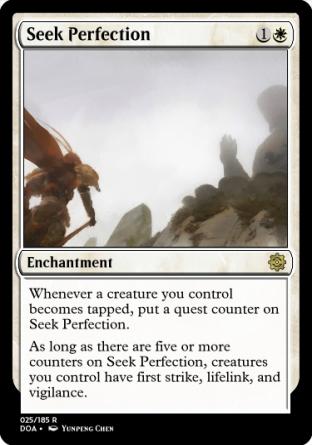 Seek Perfection 1
Enchantment
Whenever a creature you control
becomes tapped, put a quest counter on
Seek Perfection.
As long as there are five or more
counters on Seek Perfection, creatures
you control have first strike, lifelink, and
vigilance.
025/185 R
DOA • Yunpeng Chen